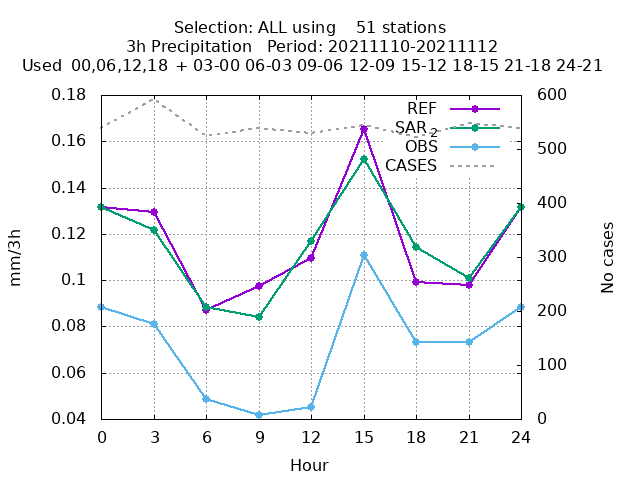 Selection: ALL using    51 stations
3h Precipitation   Period: 20211110-20211112
Used  00,06,12,18  + 03-00 06-03 09-06 12-09 15-12 18-15 21-18 24-21
0.18
0.16
0.14
0.12
0.1
0.08
0.06
0.04
mm/3h
600
500
400
300
200
100
0
No cases
REF
SAR_2
OBS
CASES
0 3 6 9 12 15 18 21 24
Hour